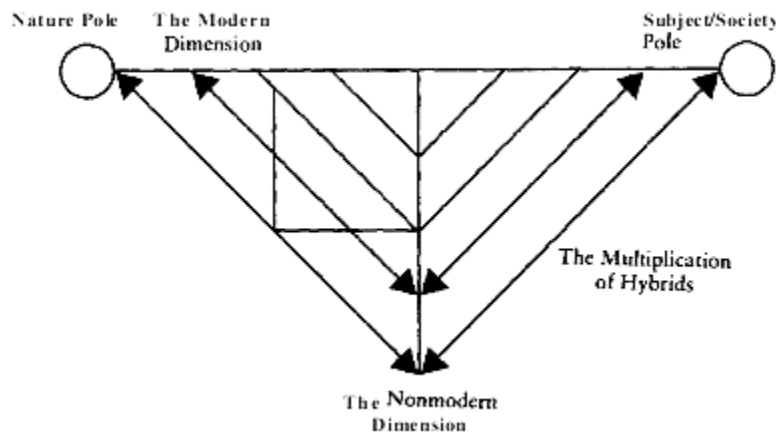 Nature Pole
The Modern
Dimension
Subject/Society
Pole
The Multiplication
of Hybrids
The Nonmodern
Dimension